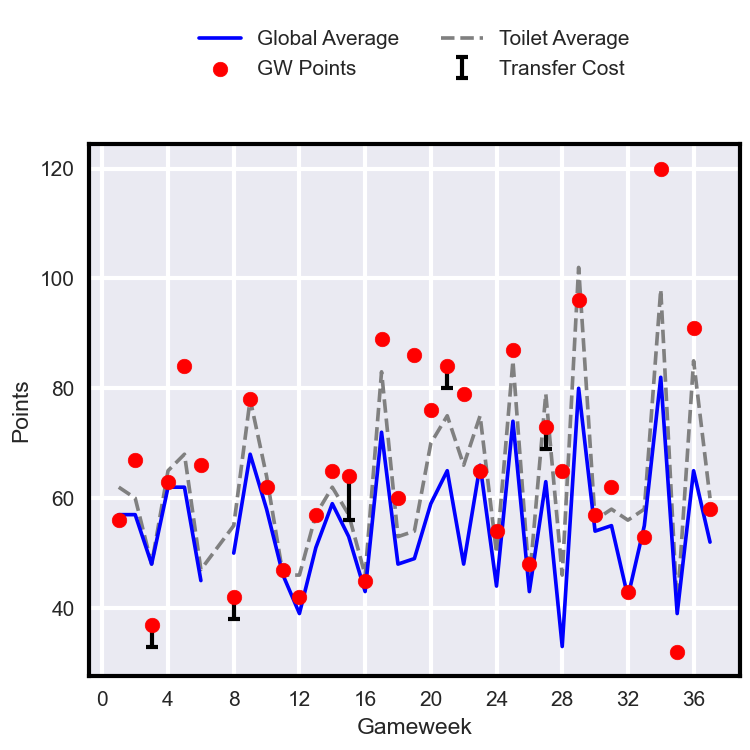 Global Average
Toilet Average
GW Points
Transfer Cost
120
100
80
60
40
Points
0 4 8 12 16 20 24 28 32 36
Gameweek